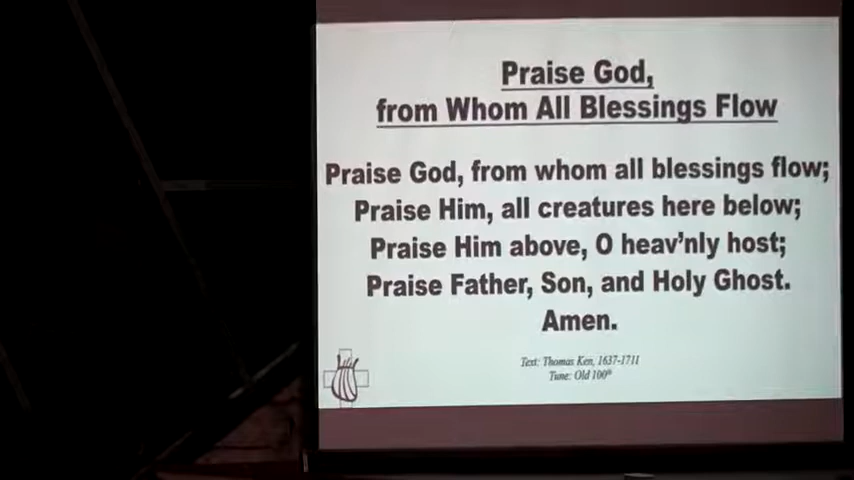 Praise God,
from Whom All Blessings Flow
Praise God, from whom all blessings flow;
Praise Him, all creatures here below;
Praise Him above, O heav’nly host;
Praise Father, Son, and Holy Ghost.
Amen.
Text: Thomas Ken, 1637-1711
Tune: Old 100th